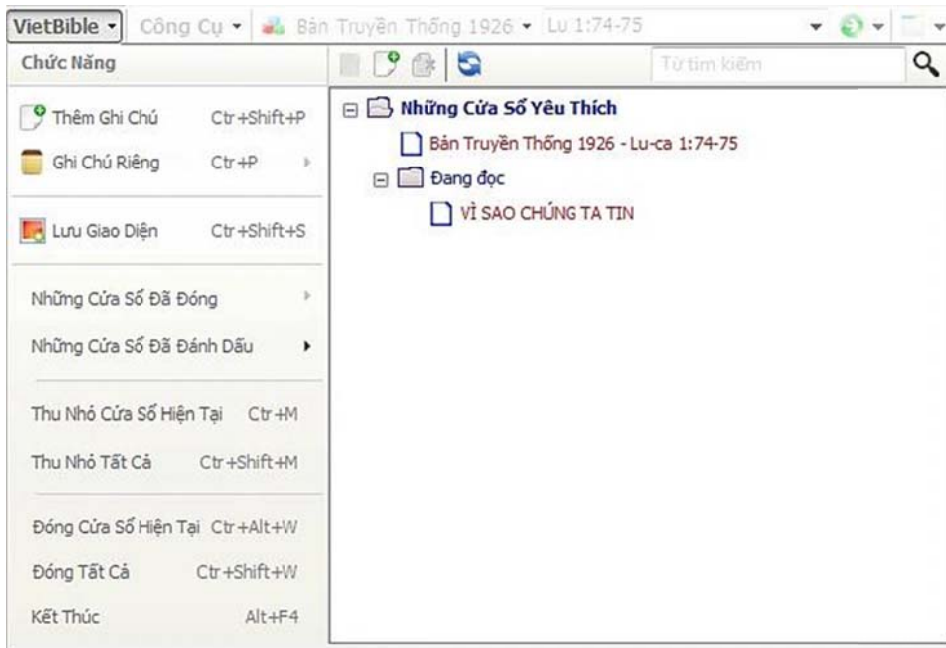 VietBible Công Cụ Bản Truyền Thống 1926 Lu 1:74-75
Chức Năng
Từ tìm kiếm
Thêm Ghi Chú Ctr+Shift+P
Ghi Chú Riêng Ctr+P
Lưu Giao Diện Ctr+Shift+S
Những Cửa Sổ Đã Đóng
Những Cửa Sổ Đã Đánh Dấu
Thu Nhỏ Cửa Sổ Hiện Tại Ctr+M
Thu Nhỏ Tất Cả Ctr+Shift+M
Đóng Cửa Sổ Hiện Tại Ctr+Alt+W
Đóng Tất Cả Ctr+Shift+W
Kết Thúc Alt+F4
Những Cửa Sổ Yêu Thích
Bản Truyền Thống 1926 - Lu-ca 1:74-75
Đang đọc
VÌ SAO CHÚNG TA TIN